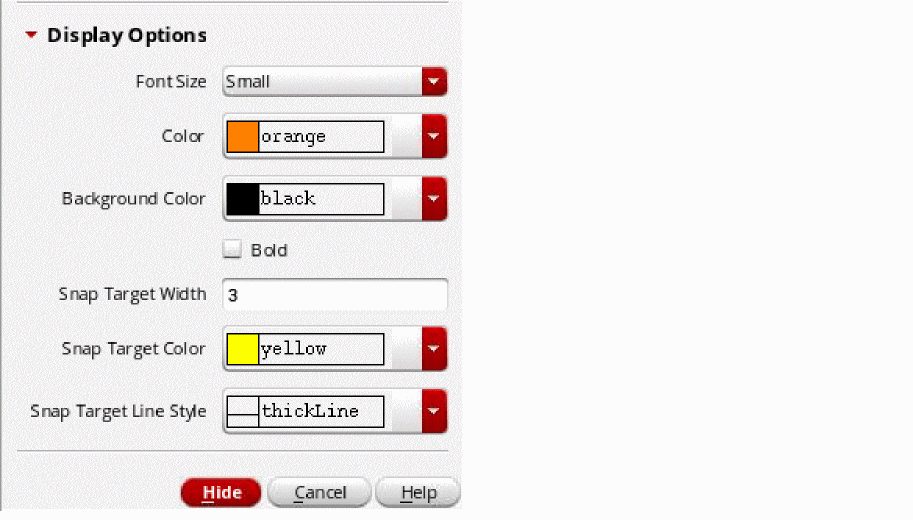 Display Options
Font Size Small
Color orange
Background Color black
Bold
Snap Target Width 3
Snap Target Color yellow
Snap Target Line Style thickLine
Hide Cancel Help